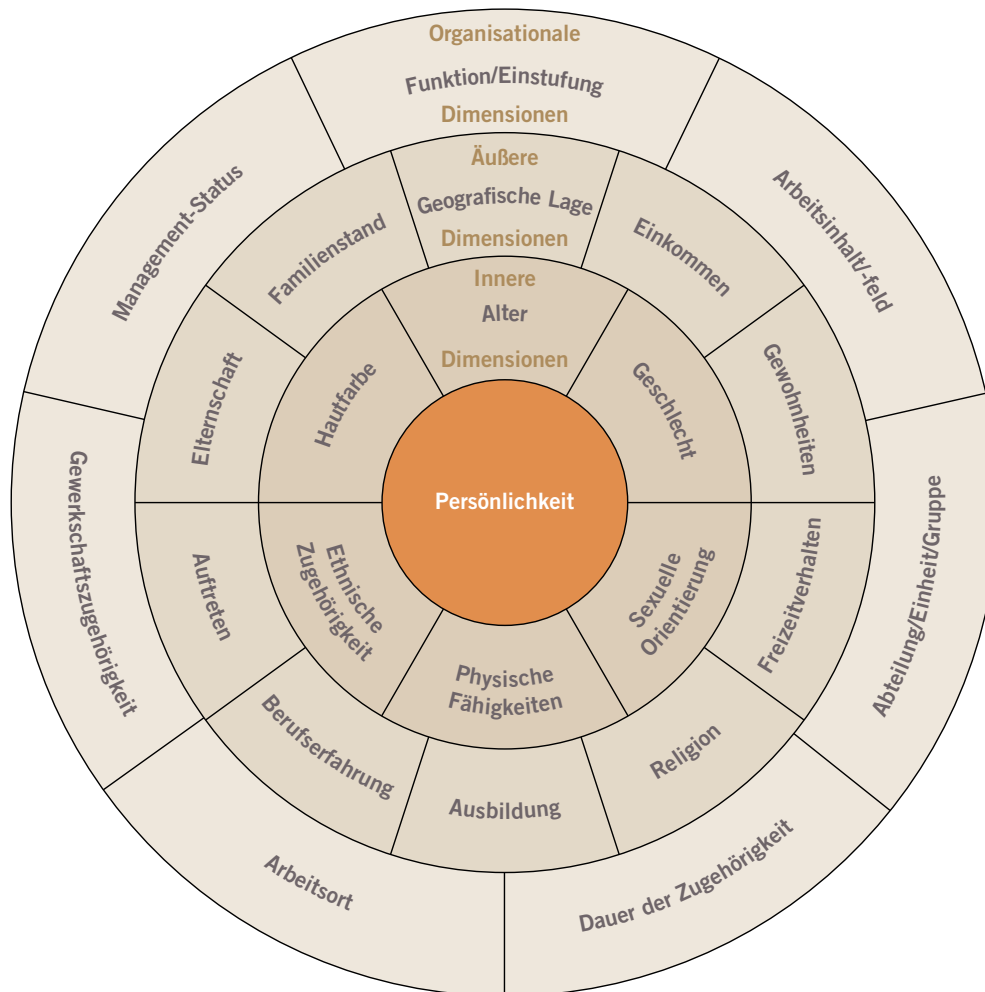 Organisationale
Funktion/Einstufung
Dimensionen
Arbeitsinhalt/-feld
Abteilung/Einheit/Gruppe
Dauer der Zugehörigkeit
Arbeitsort
Gewerkschaftszugehörigkeit
Management-Status
Äußere
Geografische Lage
Dimensionen
Einkommen
Gewohnheiten
Freizeitverhalten
Religion
Ausbildung
Berufserfahrung
Auftreten
Elternschaft
Familienstand
Innere
Alter
Dimensionen
Geschlecht
Sexuelle
Orientierung
Physische
Fähigkeiten
Ethnische
Zugehörigkeit
Hautfarbe
Persönlichkeit